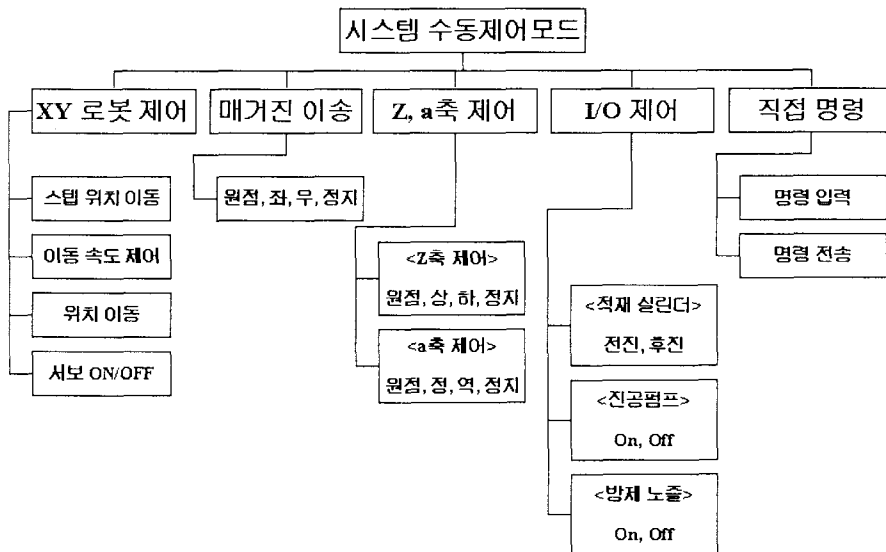 시스템 수동제어모드
XY 로봇 제어
매거진 이송
Z, a축 제어
I/O 제어
직접 명령
스텝 위치 이동
이동 속도 제어
위치 이동
서보 ON/OFF
원점, 좌, 우, 정지
<Z축 제어>
원점, 상, 하, 정지
<a축 제어>
원점, 정, 역, 정지
<적재 실린더>
전진, 후진
<진공펌프>
On, Off
<방제 노즐>
On, Off
명령 입력
명령 전송